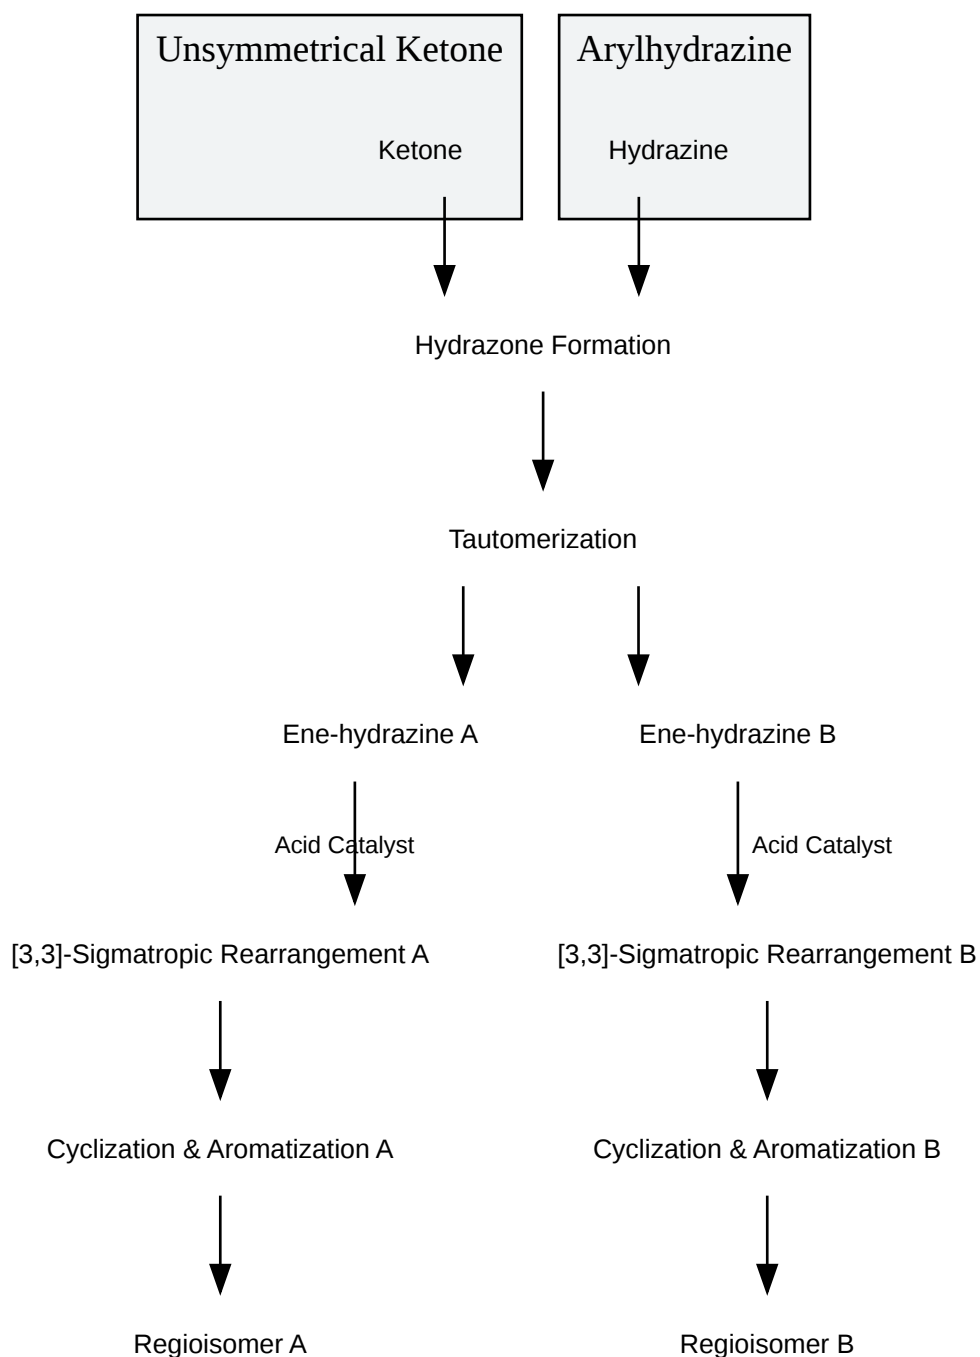 Unsymmetrical Ketone
Arylhydrazine
Ketone
Hydrazine
Hydrazone Formation
Tautomerization
Ene-hydrazine A
Ene-hydrazine B
Acid Catalyst
Acid Catalyst
[3,3]-Sigmatropic Rearrangement A
[3,3]-Sigmatropic Rearrangement B
Cyclization & Aromatization A
Cyclization & Aromatization B
Regioisomer A
Regioisomer B